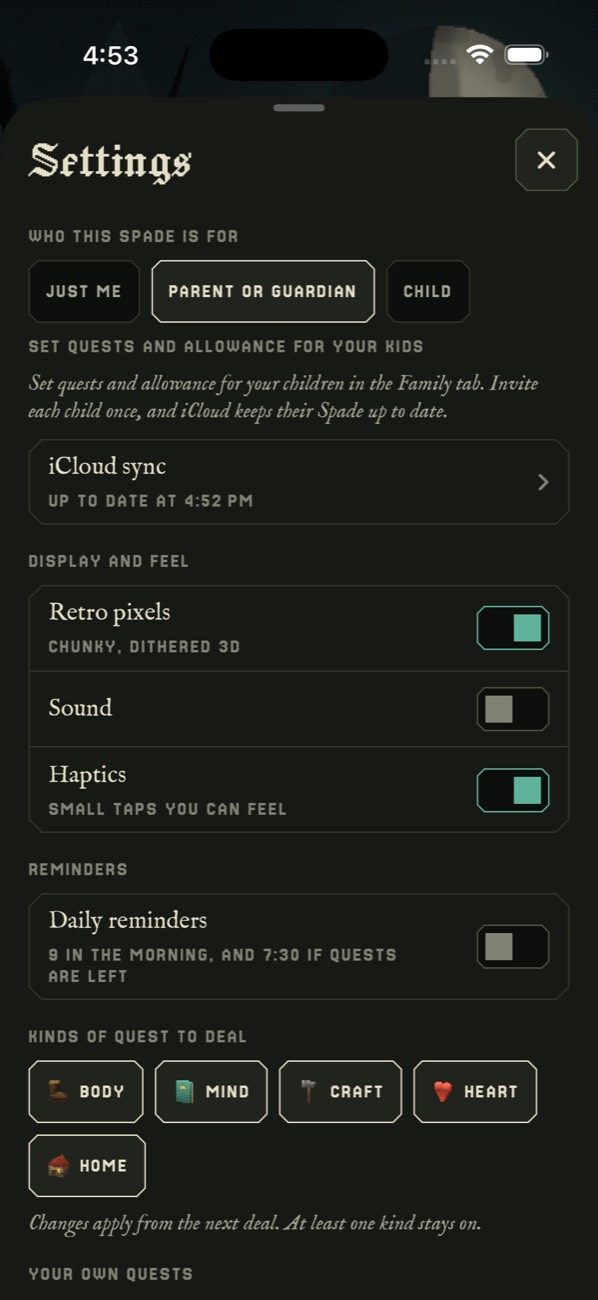 4:53
Settings
WHO THIS SPADE IS FOR
JUST ME
PARENT OR GUARDIAN
CHILD
SET QUESTS AND ALLOWANCE FOR YOUR KIDS
Set quests and allowance for your children in the Family tab. Invite
each child once, and iCloud keeps their Spade up to date.
iCloud sync
UP TO DATE AT 4:52 PM
DISPLAY AND FEEL
Retro pixels
CHUNKY, DITHERED 3D
Sound
Haptics
SMALL TAPS YOU CAN FEEL
REMINDERS
Daily reminders
9 IN THE MORNING, AND 7:30 IF QUESTS
ARE LEFT
KINDS OF QUEST TO DEAL
BODY
MIND
CRAFT
HEART
HOME
Changes apply from the next deal. At least one kind stays on.
YOUR OWN QUESTS